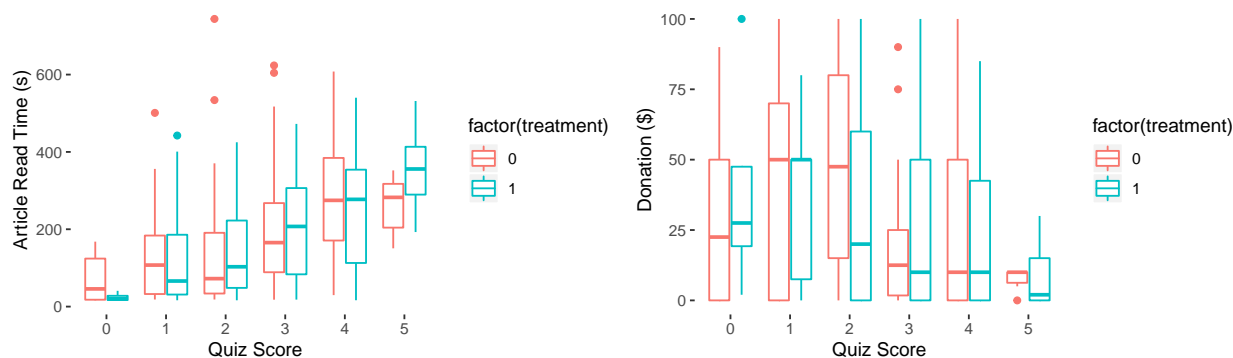 600
400
200
0
Article Read Time (s)
0 1 2 3 4 5
Quiz Score
factor(treatment)
0
1
100
75
50
25
0
Donation ($)
0 1 2 3 4 5
Quiz Score
factor(treatment)
0
1